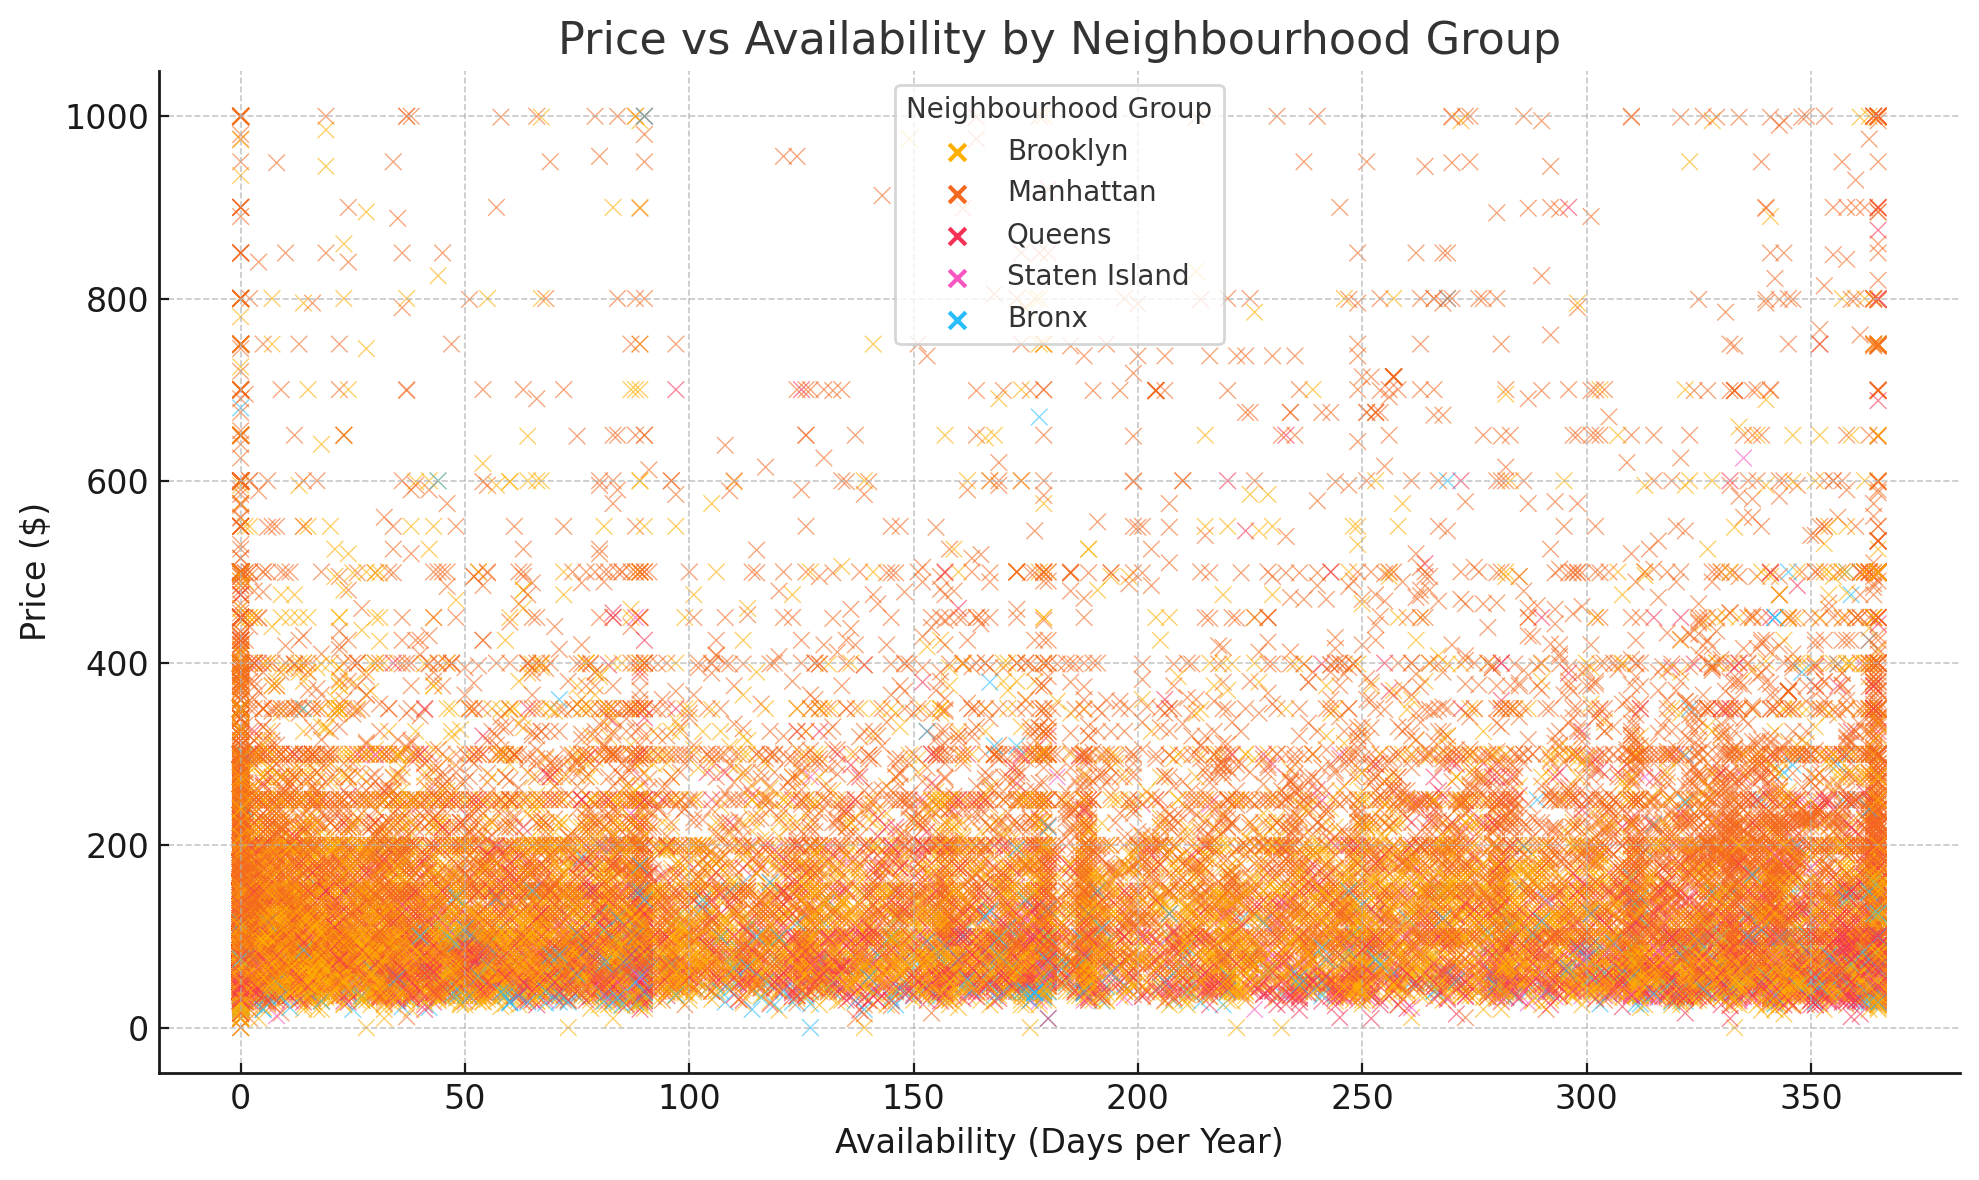 Price vs Availability by Neighbourhood Group
Neighbourhood Group
Brooklyn
Manhattan
Queens
Staten Island
Bronx
1000
800
600
400
200
0
Price ($)
0 50 100 150 200 250 300 350
Availability (Days per Year)